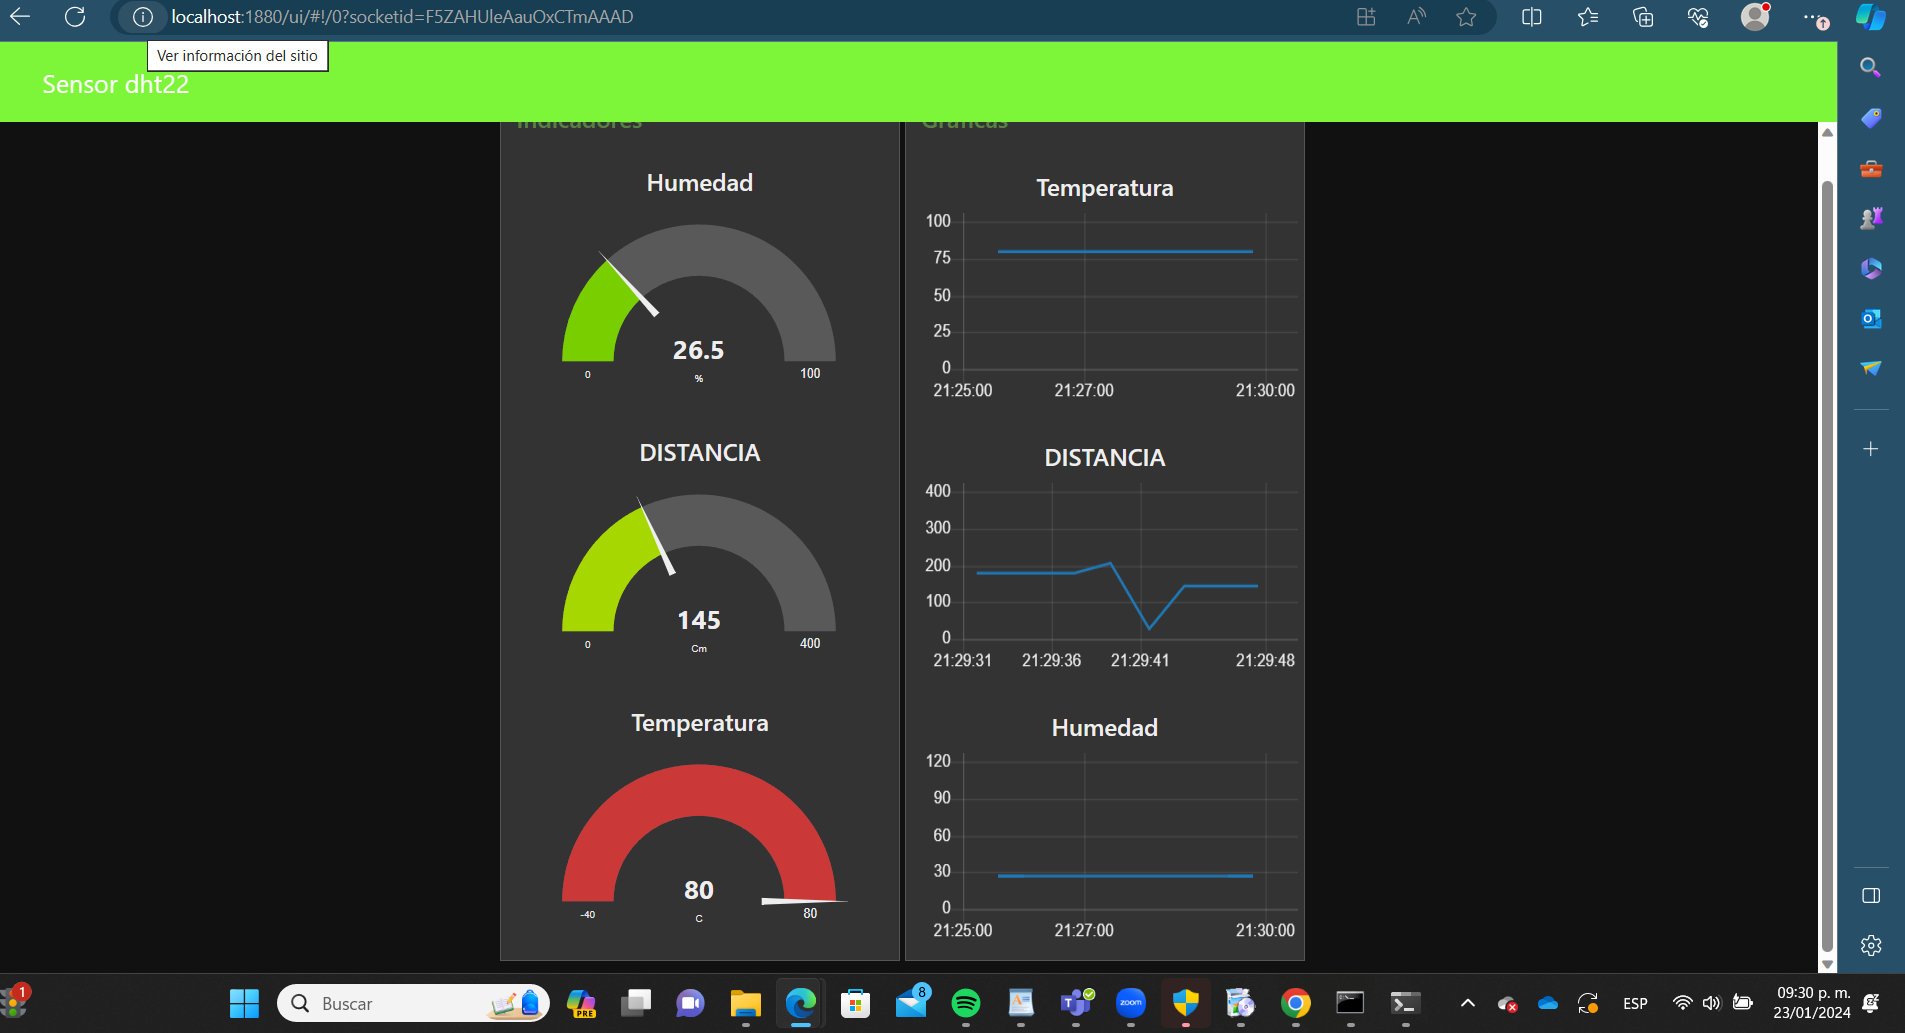 localhost:1880/ui/#!/0?socketid=F5ZAHUleAauOxCTmAAAD
Ver información del sitio
Sensor dht22
Indicadores
Humedad
26.5
%
0
100
DISTANCIA
145
Cm
0
400
Temperatura
80
C
-40
80
Gráficas
Temperatura
100
75
50
25
0
21:25:00 21:27:00 21:30:00
DISTANCIA
400
300
200
100
0
21:29:31 21:29:36 21:29:41 21:29:48
Humedad
120
90
60
30
0
21:25:00 21:27:00 21:30:00
1
Buscar
PRE
8
zoom
ESP
09:30 p. m.
23/01/2024